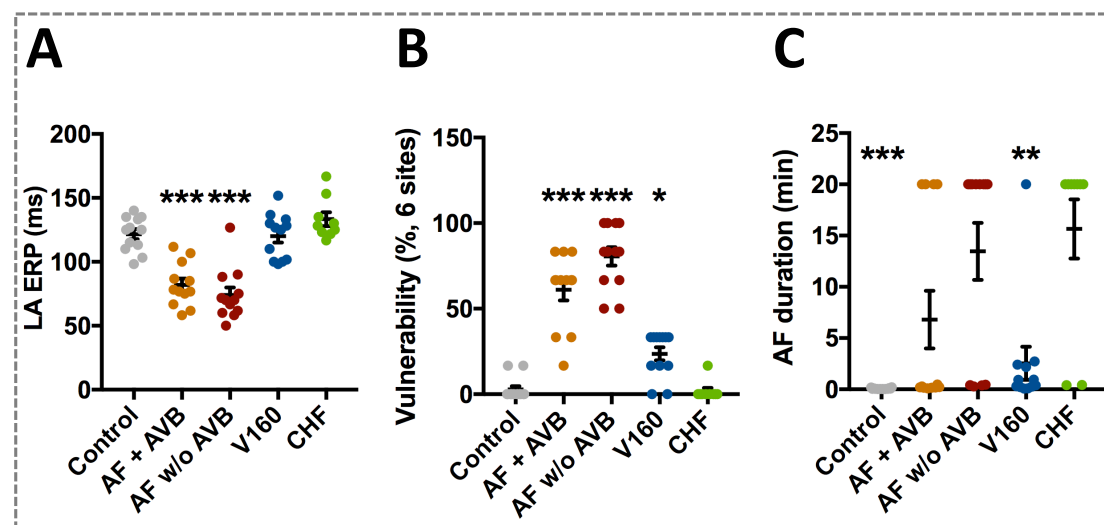 A
B
C
LA ERP (ms)
200
150
100
50
0
*** ***
Control
AF + AVB
AF w/o AVB
V160
CHF
Vulnerability (%, 6 sites)
150
100
50
0
*** *** *
Control
AF + AVB
AF w/o AVB
V160
CHF
AF duration (min)
25
20
15
10
5
0
*** **
Control
AF + AVB
AF w/o AVB
V160
CHF